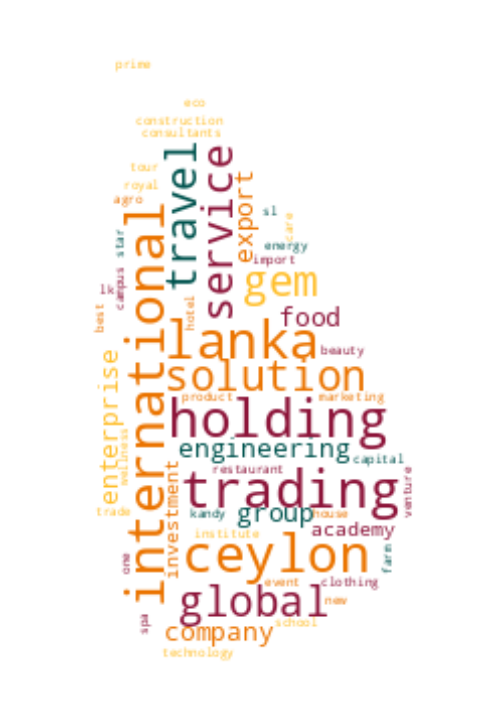 prime
eco
construction
consultants
travel
service
tour
royal
agro
export
international
sl
care
star
energy
import
campus
lk
gem
hotel
best
food
lanka
beauty
enterprise
solution
product
marketing
holding
wellness
engineering
capital
restaurant
investment
trading
venture
trade
kandy
group
house
academy
institute
ceylon
farm
one
event
clothing
global
new
spa
company
school
technology